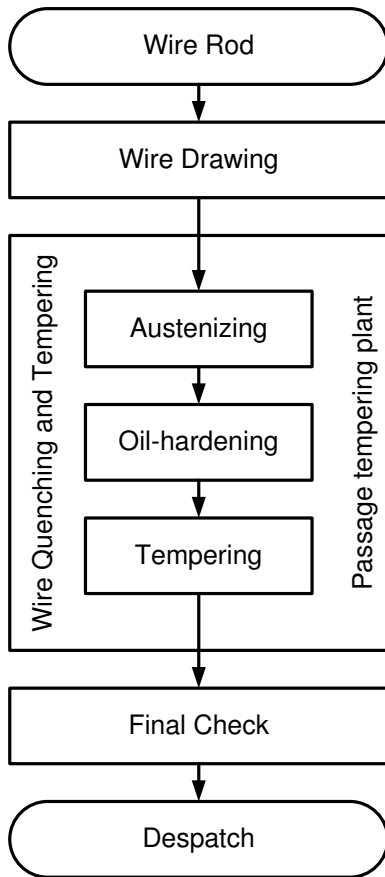 Wire Rod
Wire Drawing
Wire Quenching and Tempering
Austenizing
Oil-hardening
Tempering
Passage tempering plant
Final Check
Despatch